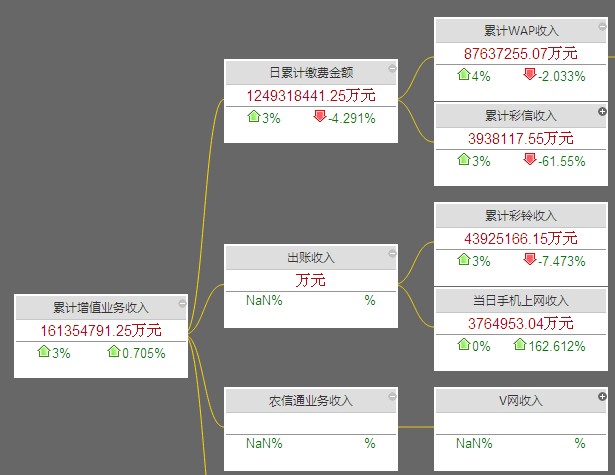 累计WAP收入
87637255.07万元
4% -2.033%
日累计缴费金额
1249318441.25万元
3% -4.291%
累计彩信收入
3938117.55万元
3% -61.55%
累计彩铃收入
43925166.15万元
3% -7.473%
出账收入
万元
NaN% %
当日手机上网收入
3764953.04万元
0% 162.612%
累计增值业务收入
161354791.25万元
3% 0.705%
农信通业务收入
NaN% %
V网收入
NaN% %